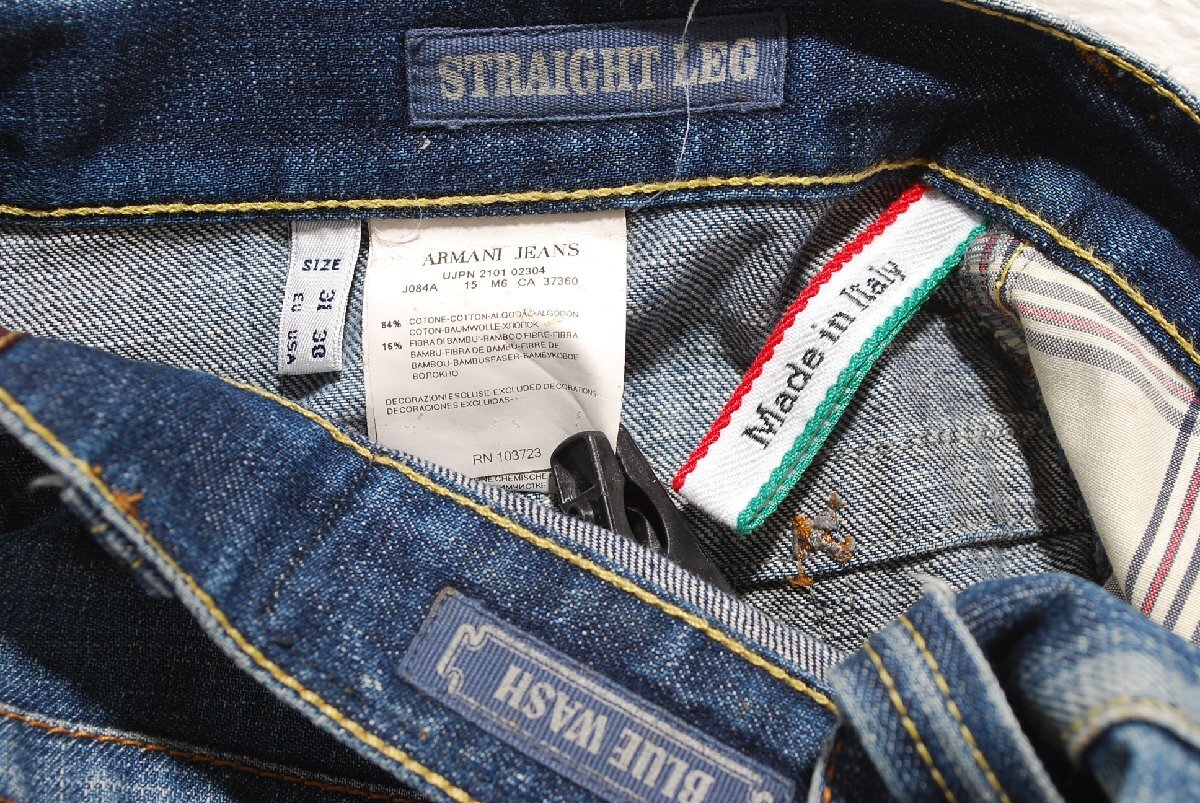 STRAIGHT LEG
SIZE
31 38
EU USA
ARMANI JEANS
UJPN 2101 02304
J084A 15 M6 CA 37360
84% COTONE-COTTON-ALGODÃO-ALGODON
COTON-BAUMWOLLE-ХЛОПОК
16% FIBRA DI BAMBU-BAMBOO FIBRE-FIBRA
BAMBU-FIBRA DE BAMBU-FIBRE DE
BAMBOU-BAMBUSFASER-БАМБУКОВОЕ
ВОЛОКНО
DECORAZIONI ESCLUSE-EXCLUDED DECORATIONS
DECORACIONES EXCLUIDAS---
RN 103723
CHEMISCHE
Made in Italy
BLUE WASH